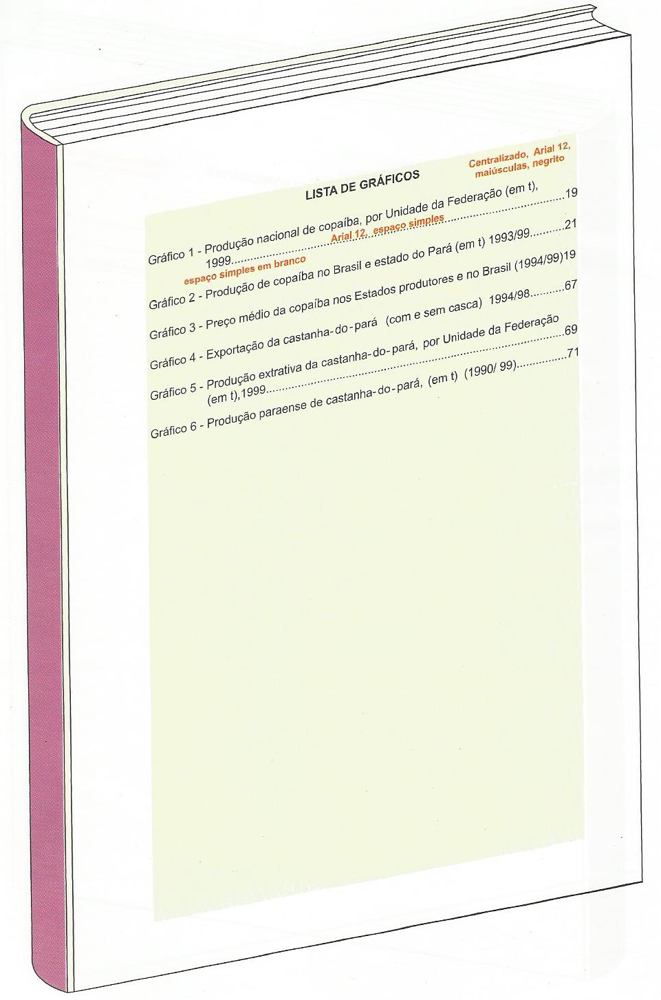 Centralizado, Arial 12,
maiúsculas, negrito
LISTA DE GRÁFICOS
Gráfico 1 - Produção nacional de copaíba, por Unidade da Federação (em t),
1999..........................................................................................19
Arial 12, espaço simples
espaço simples em branco
Gráfico 2 - Produção de copaíba no Brasil e estado do Pará (em t) 1993/99..........21
Gráfico 3 - Preço médio da copaíba nos Estados produtores e no Brasil (1994/99)19
Gráfico 4 - Exportação da castanha-do-pará (com e sem casca) 1994/98..........67
Gráfico 5 - Produção extrativa da castanha-do-pará, por Unidade da Federação
(em t),1999...............................................................................69
Gráfico 6 - Produção paraense de castanha-do-pará, (em t) (1990/ 99)...............71